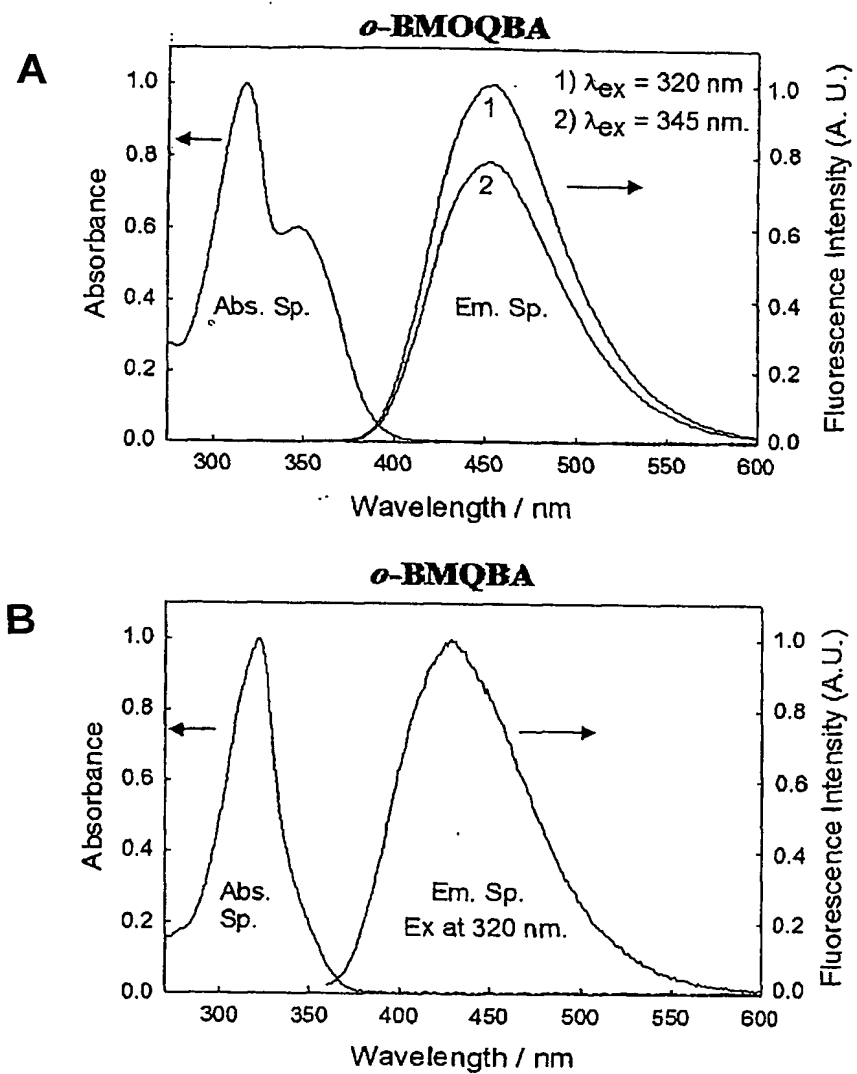 o-BMOQBA
A
1) λex = 320 nm
2) λex = 345 nm.
1.0
0.8
0.6
0.4
0.2
0.0
Absorbance
Abs. Sp.
1
2
Em. Sp.
1.0
0.8
0.6
0.4
0.2
0.0
Fluorescence Intensity (A. U.)
300 350 400 450 500 550 600
Wavelength / nm
o-BMQBA
B
1.0
0.8
0.6
0.4
0.2
0.0
Absorbance
Abs.
Sp.
Em. Sp.
Ex at 320 nm.
1.0
0.8
0.6
0.4
0.2
0.0
Fluorescence Intensity (A.U.)
300 350 400 450 500 550 600
Wavelength / nm